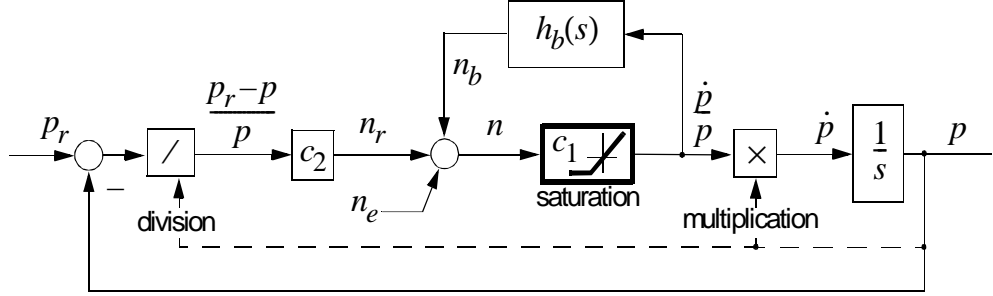 h_b(s)
n_b
p_r
−
/
division
p_r − p
p
c_2
n_r
n_e
n
c_1
saturation
ṗ
p
×
multiplication
ṗ
1
s
p